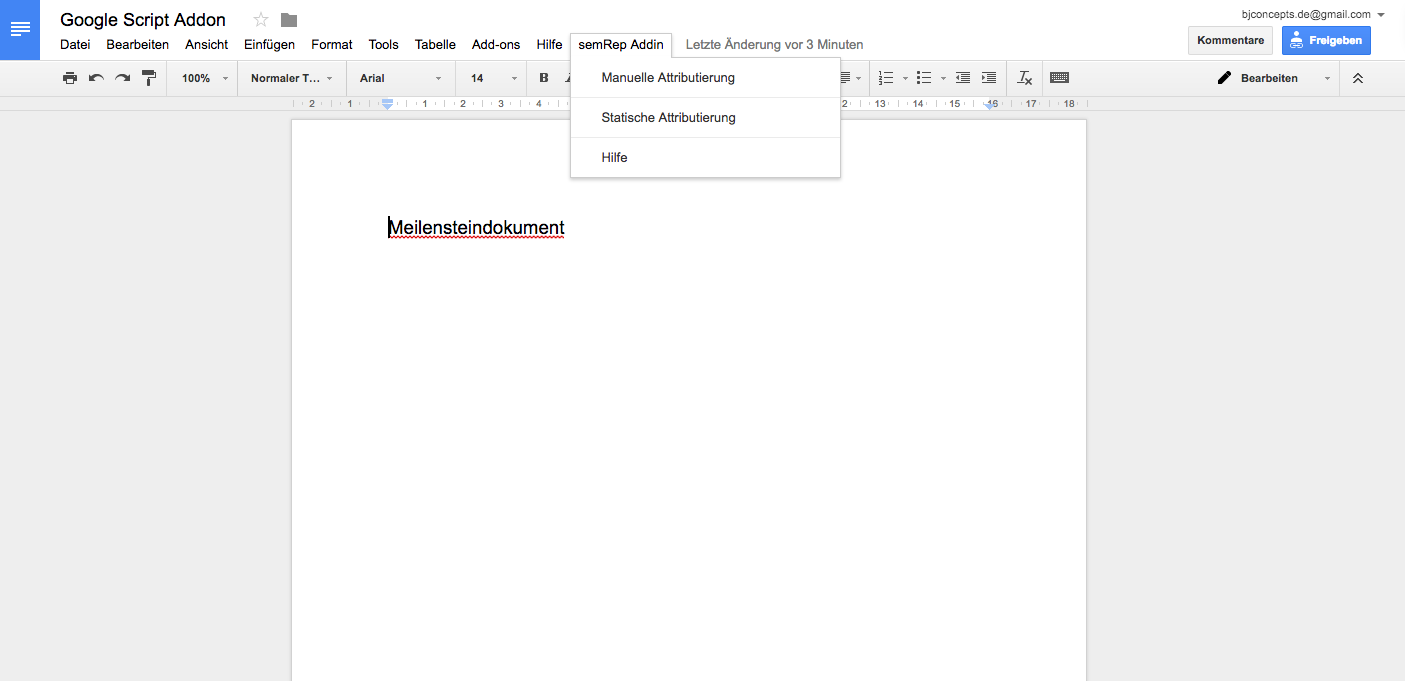 Google Script Addon
bjconcepts.de@gmail.com
Datei Bearbeiten Ansicht Einfügen Format Tools Tabelle Add-ons Hilfe semRep Addin Letzte Änderung vor 3 Minuten
Kommentare Freigeben
100% Normaler T... Arial 14 B Bearbeiten
2 1 1 2 3 4 2 13 14 15 16 17 18
Manuelle Attributierung
Statische Attributierung
Hilfe
Meilensteindokument